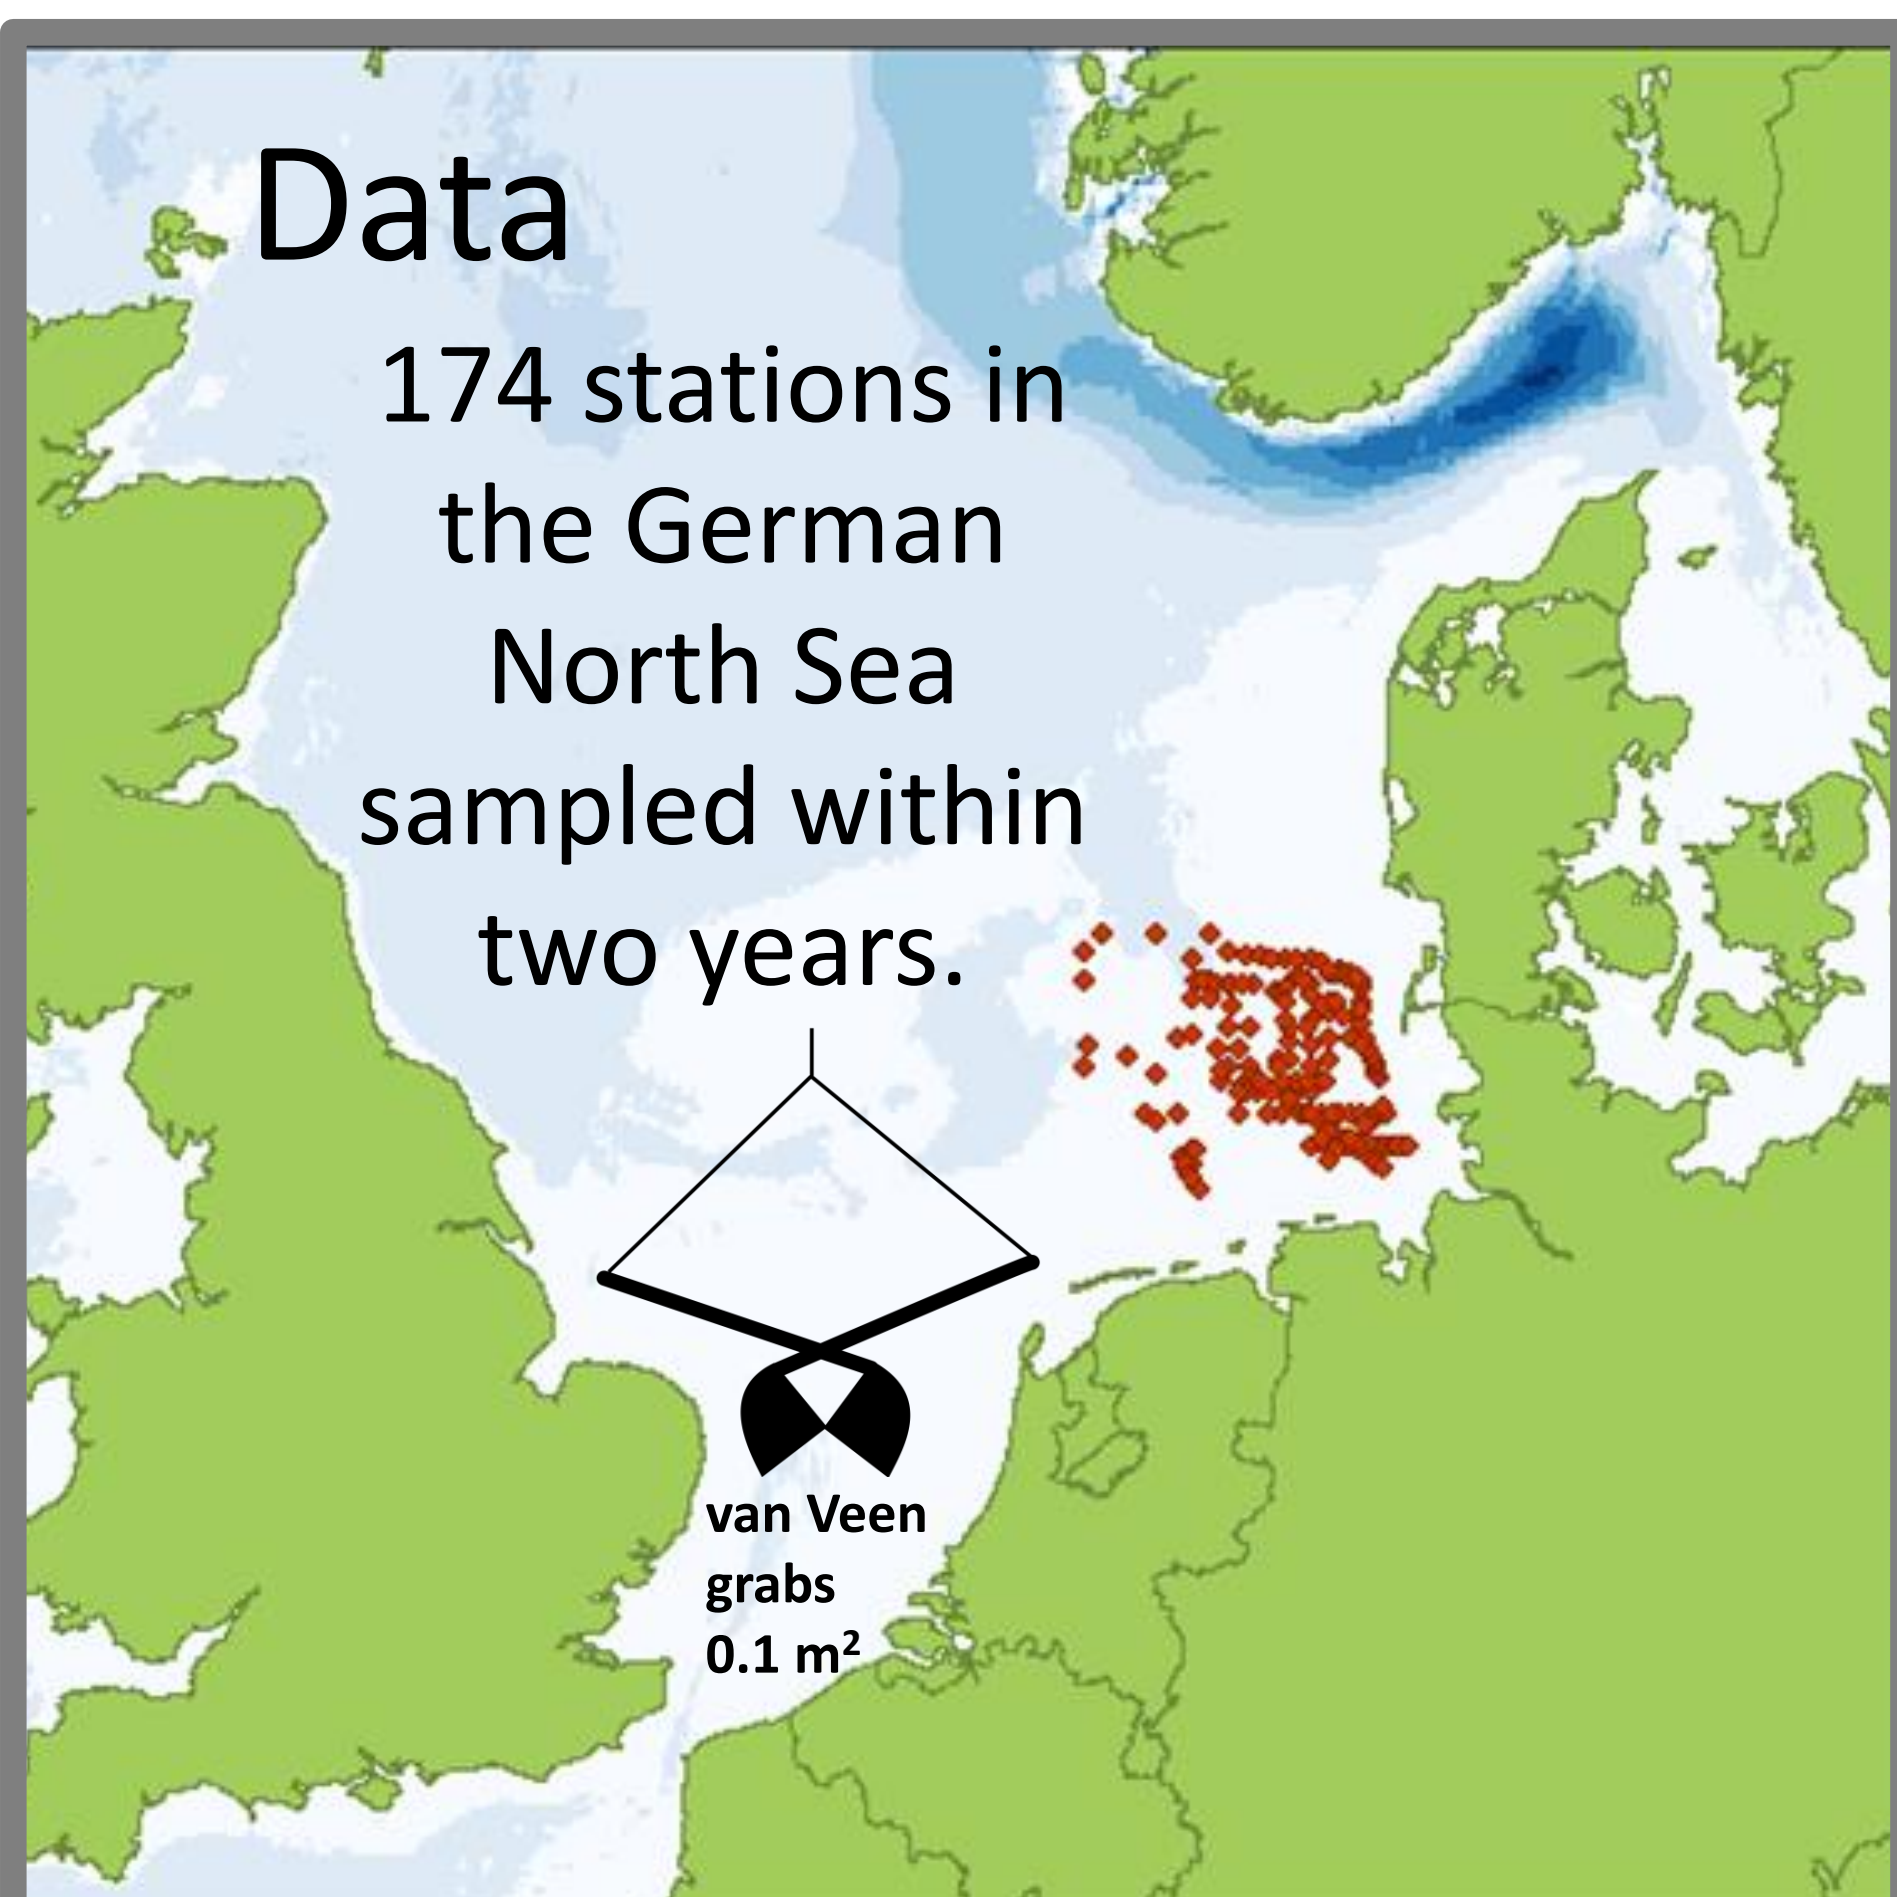 Data
174 stations in
the German
North Sea
sampled within
two years.
van Veen
grabs
0.1 m²